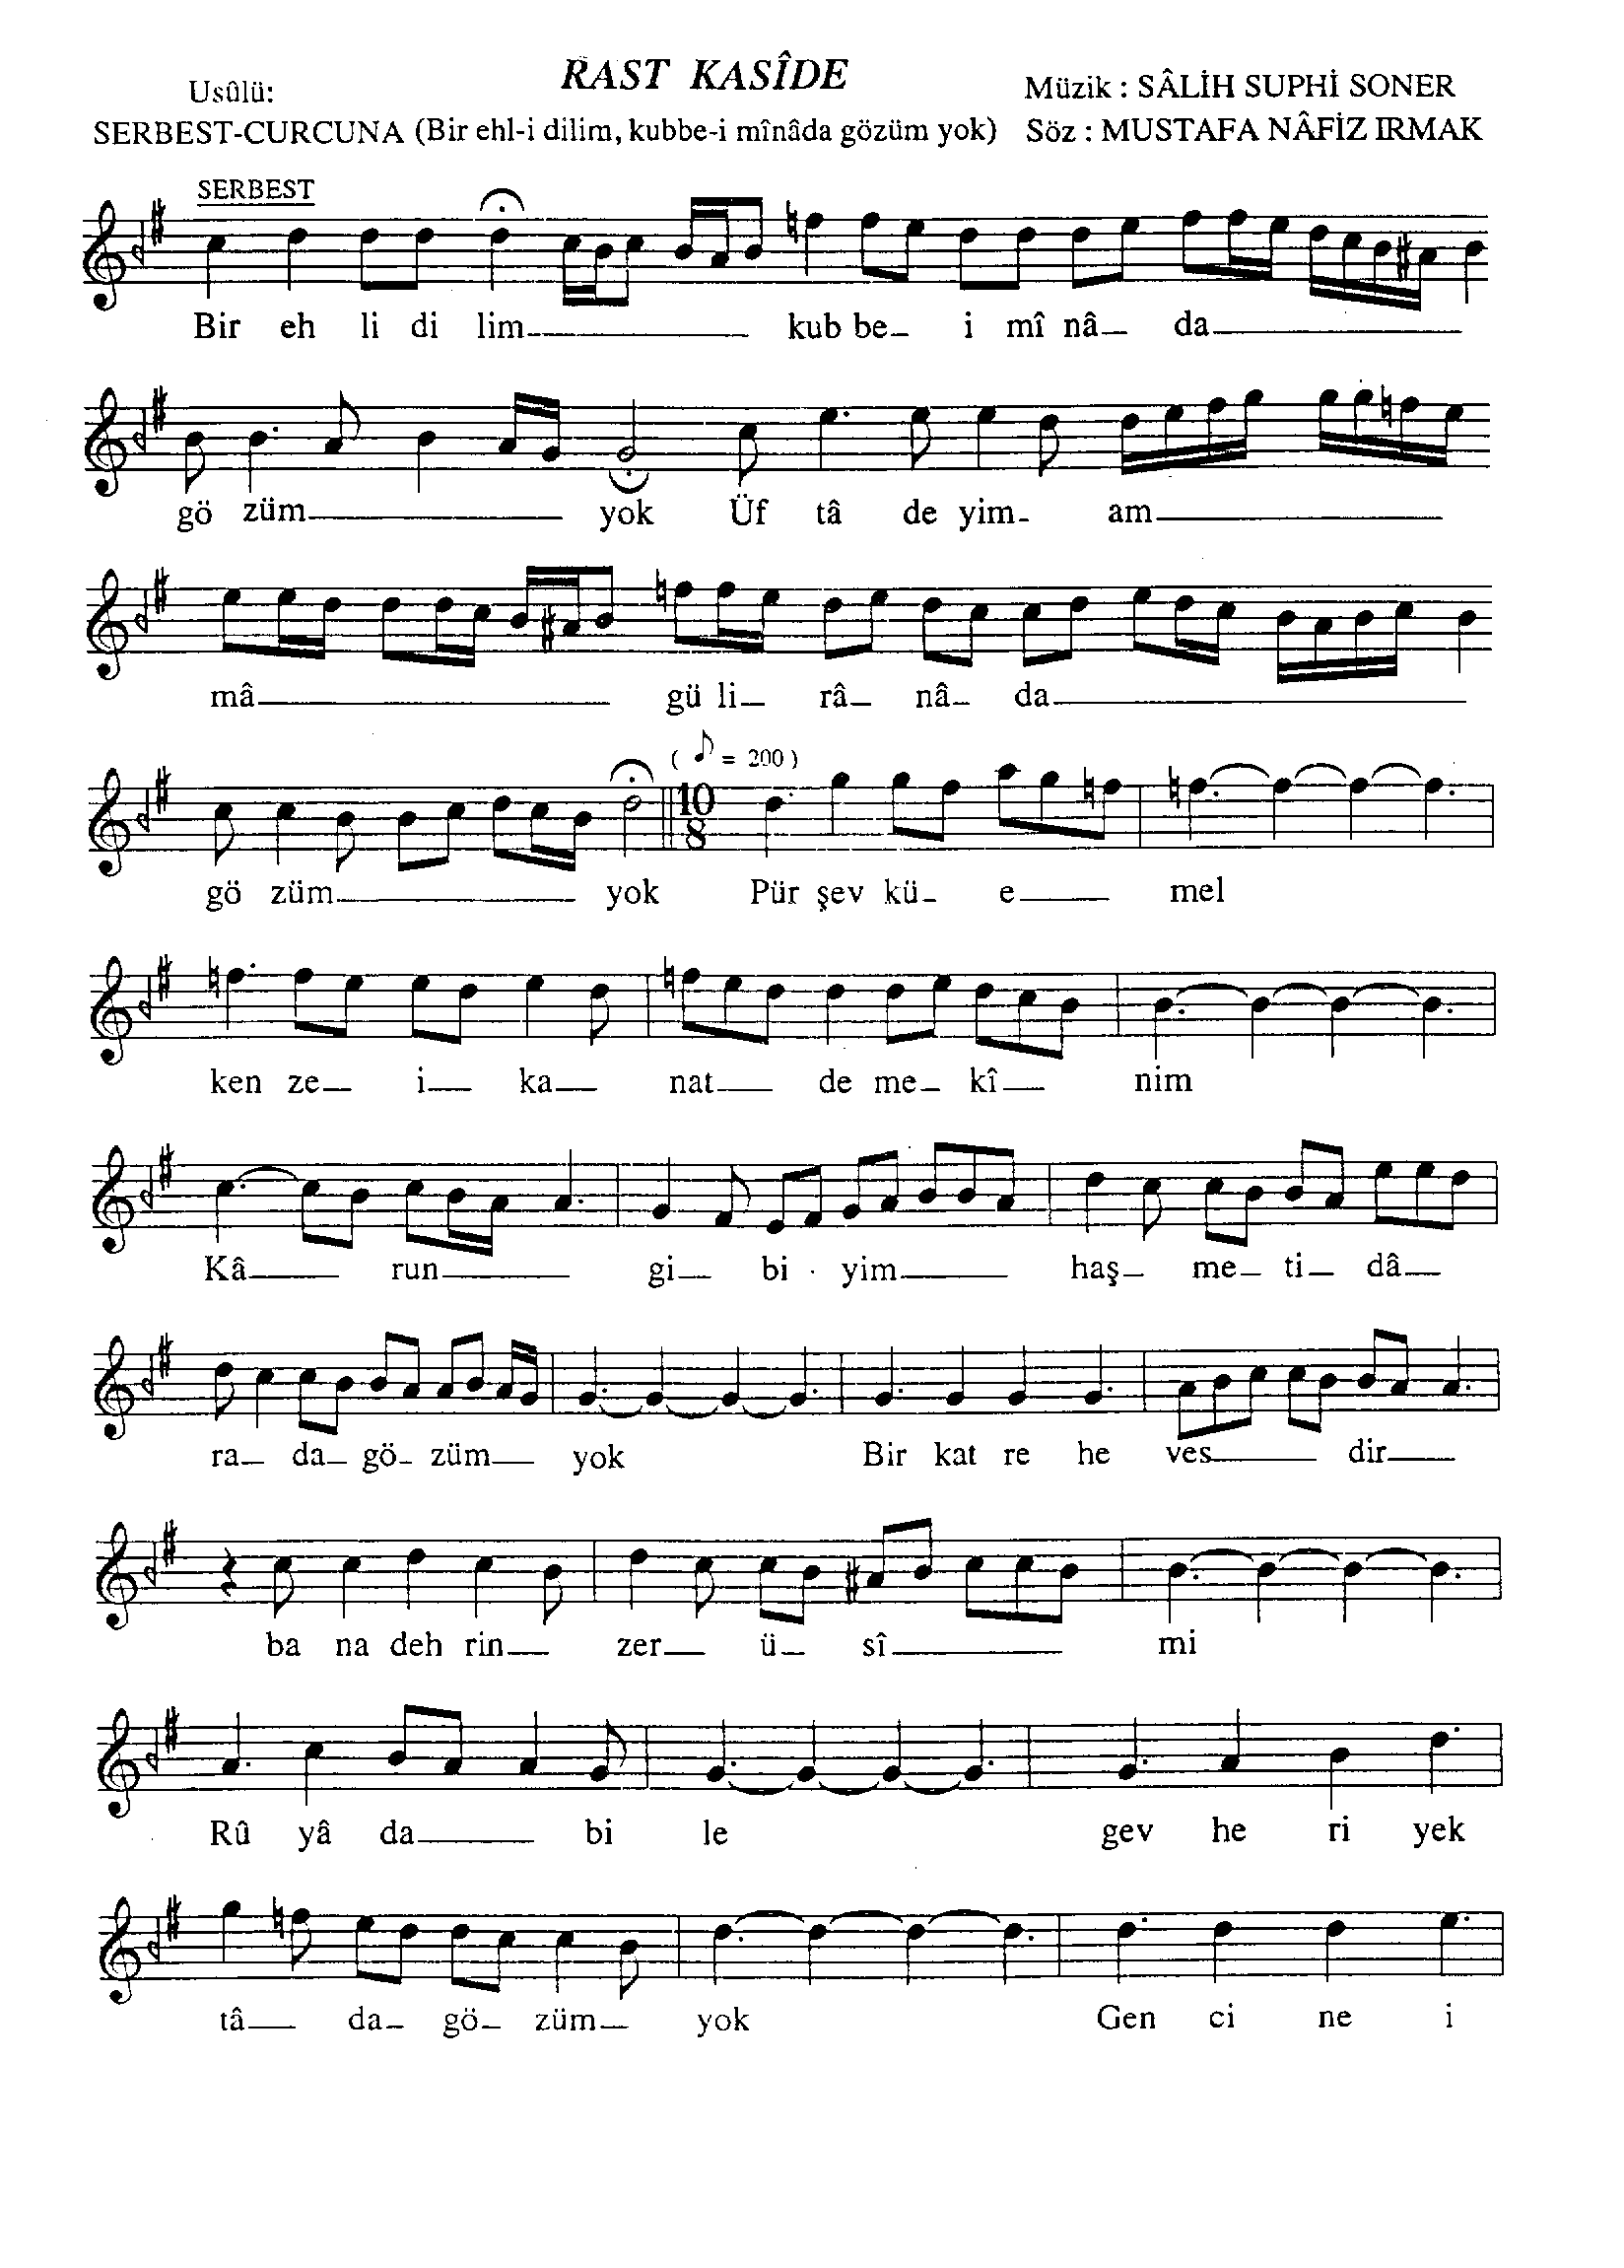 RAST KASÎDE
Usûlü:
Müzik : SÂLİH SUPHİ SONER
SERBEST-CURCUNA (Bir ehl-i dilim, kubbe-i mînâda gözüm yok)
Söz : MUSTAFA NÂFİZ IRMAK
SERBEST
Bir eh li di lim kub be i mî nâ da
gö züm yok Üf tâ de yim am
mâ gü li râ nâ da
( ♪ = 200 )
10
8
gö züm yok Pür şev kü e mel
ken ze i ka nat de me kî nim
Kâ run gi bi yim haş me ti dâ
ra da gö züm yok Bir kat re he ves dir
ba na deh rin zer ü sî mi
Rû yâ da bi le gev he ri yek
tâ da gö züm yok Gen ci ne i